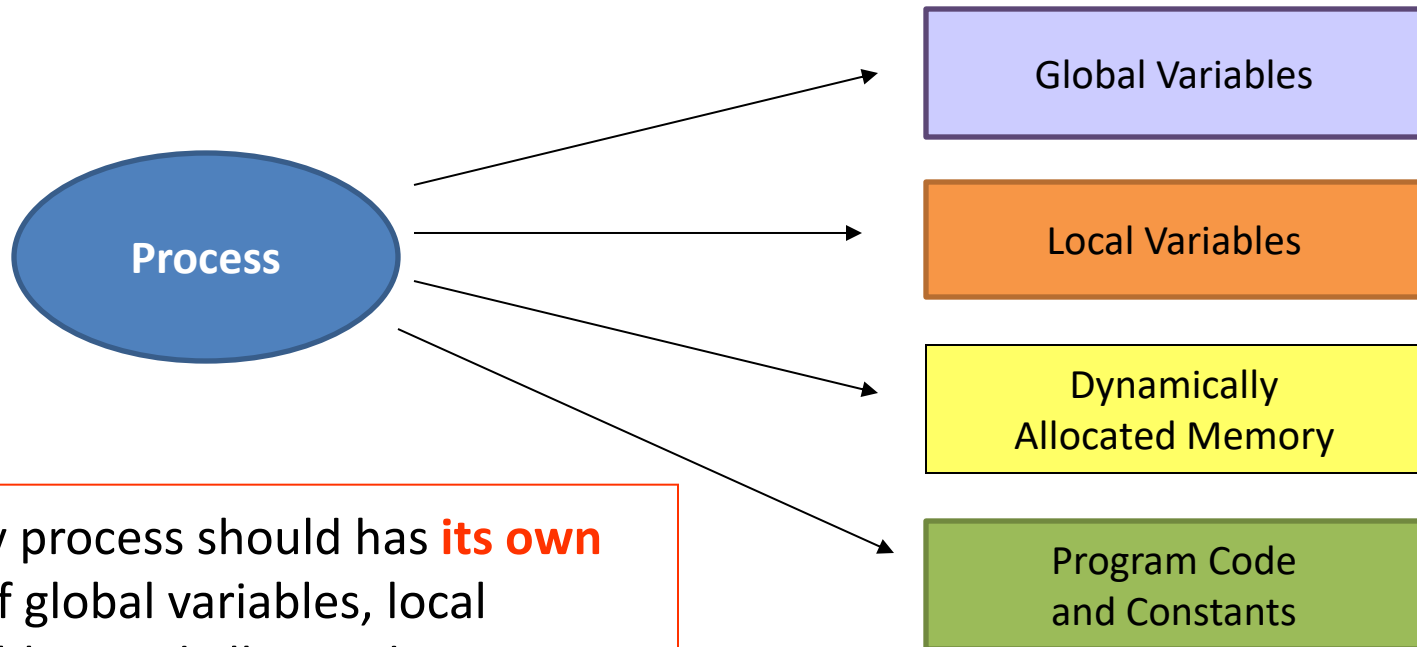 Global Variables
Process
Local Variables
Dynamically
Allocated Memory
process should has its own
global variables, local
Program Code
and Constants